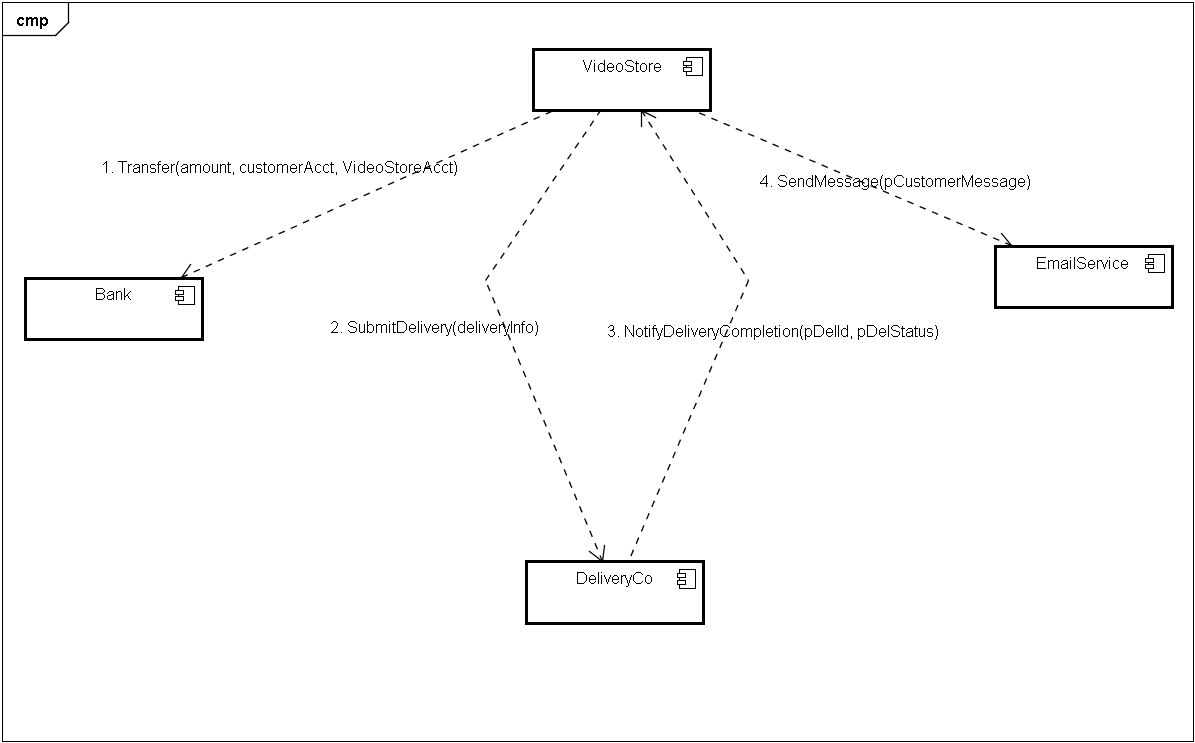 cmp
VideoStore
1. Transfer(amount, customerAcct, VideoStoreAcct)
4. SendMessage(pCustomerMessage)
EmailService
Bank
2. SubmitDelivery(deliveryInfo)
3. NotifyDeliveryCompletion(pDelId, pDelStatus)
DeliveryCo